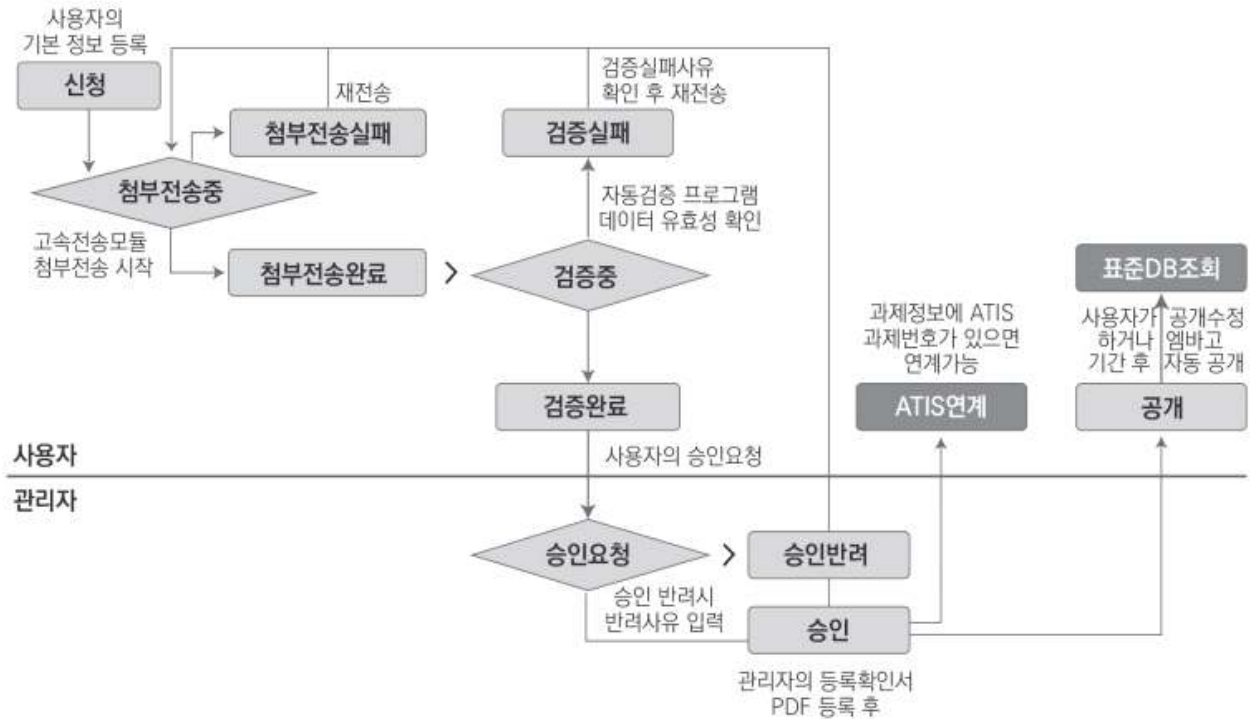 사용자의
기본 정보 등록
신청
재전송
검증실패사유
확인 후 재전송
첨부전송실패
검증실패
첨부전송중
자동검증 프로그램
데이터 유효성 확인
고속전송모듈
첨부전송 시작
첨부전송완료
>
검증중
표준DB조회
과제정보에 ATIS
과제번호가 있으면
연계가능
사용자가 공개수정
하거나 엠바고
기간 후 자동 공개
검증완료
ATIS연계
공개
사용자
사용자의 승인요청
관리자
승인요청
>
승인반려
승인 반려시
반려사유 입력
승인
관리자의 등록확인서
PDF 등록 후